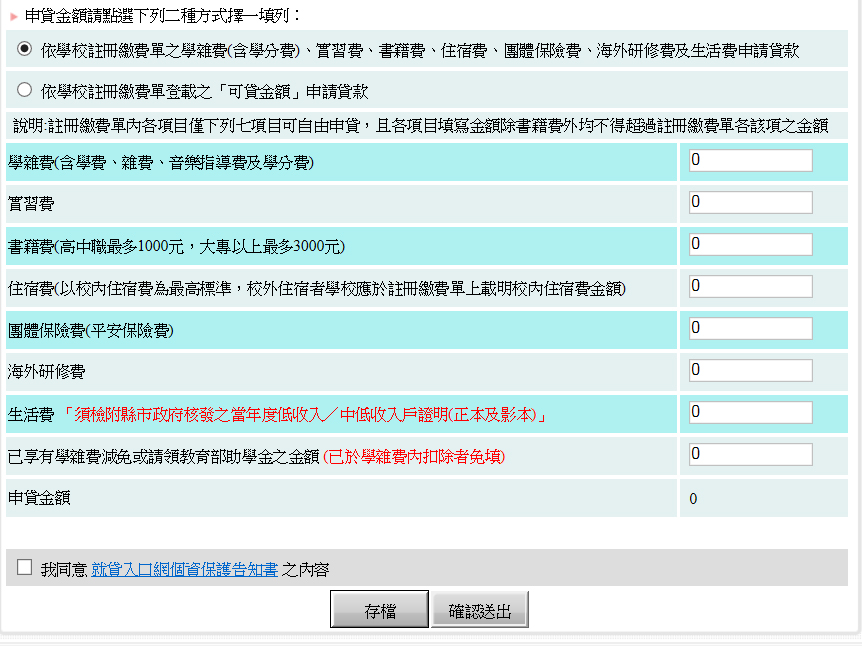 申貸金額請點選下列二種方式擇一填列：
依學校註冊繳費單之學雜費(含學分費)、實習費、書籍費、住宿費、團體保險費、海外研修費及生活費申請貸款
依學校註冊繳費單登載之「可貸金額」申請貸款
說明:註冊繳費單內各項目僅下列七項目可自由申貸，且各項目填寫金額除書籍費外均不得超過註冊繳費單各該項之金額
學雜費(含學費、雜費、音樂指導費及學分費) 0
實習費 0
書籍費(高中職最多1000元，大專以上最多3000元) 0
住宿費(以校內住宿費為最高標準，校外住宿者學校應於註冊繳費單上載明校內住宿費金額) 0
團體保險費(平安保險費) 0
海外研修費 0
生活費「須檢附縣市政府核發之當年度低收入／中低收入戶證明(正本及影本)」 0
已享有學雜費減免或請領教育部助學金之金額(已於學雜費內扣除者免填) 0
申貸金額 0
我同意 就貸入口網個資保護告知書 之內容
存檔 確認送出